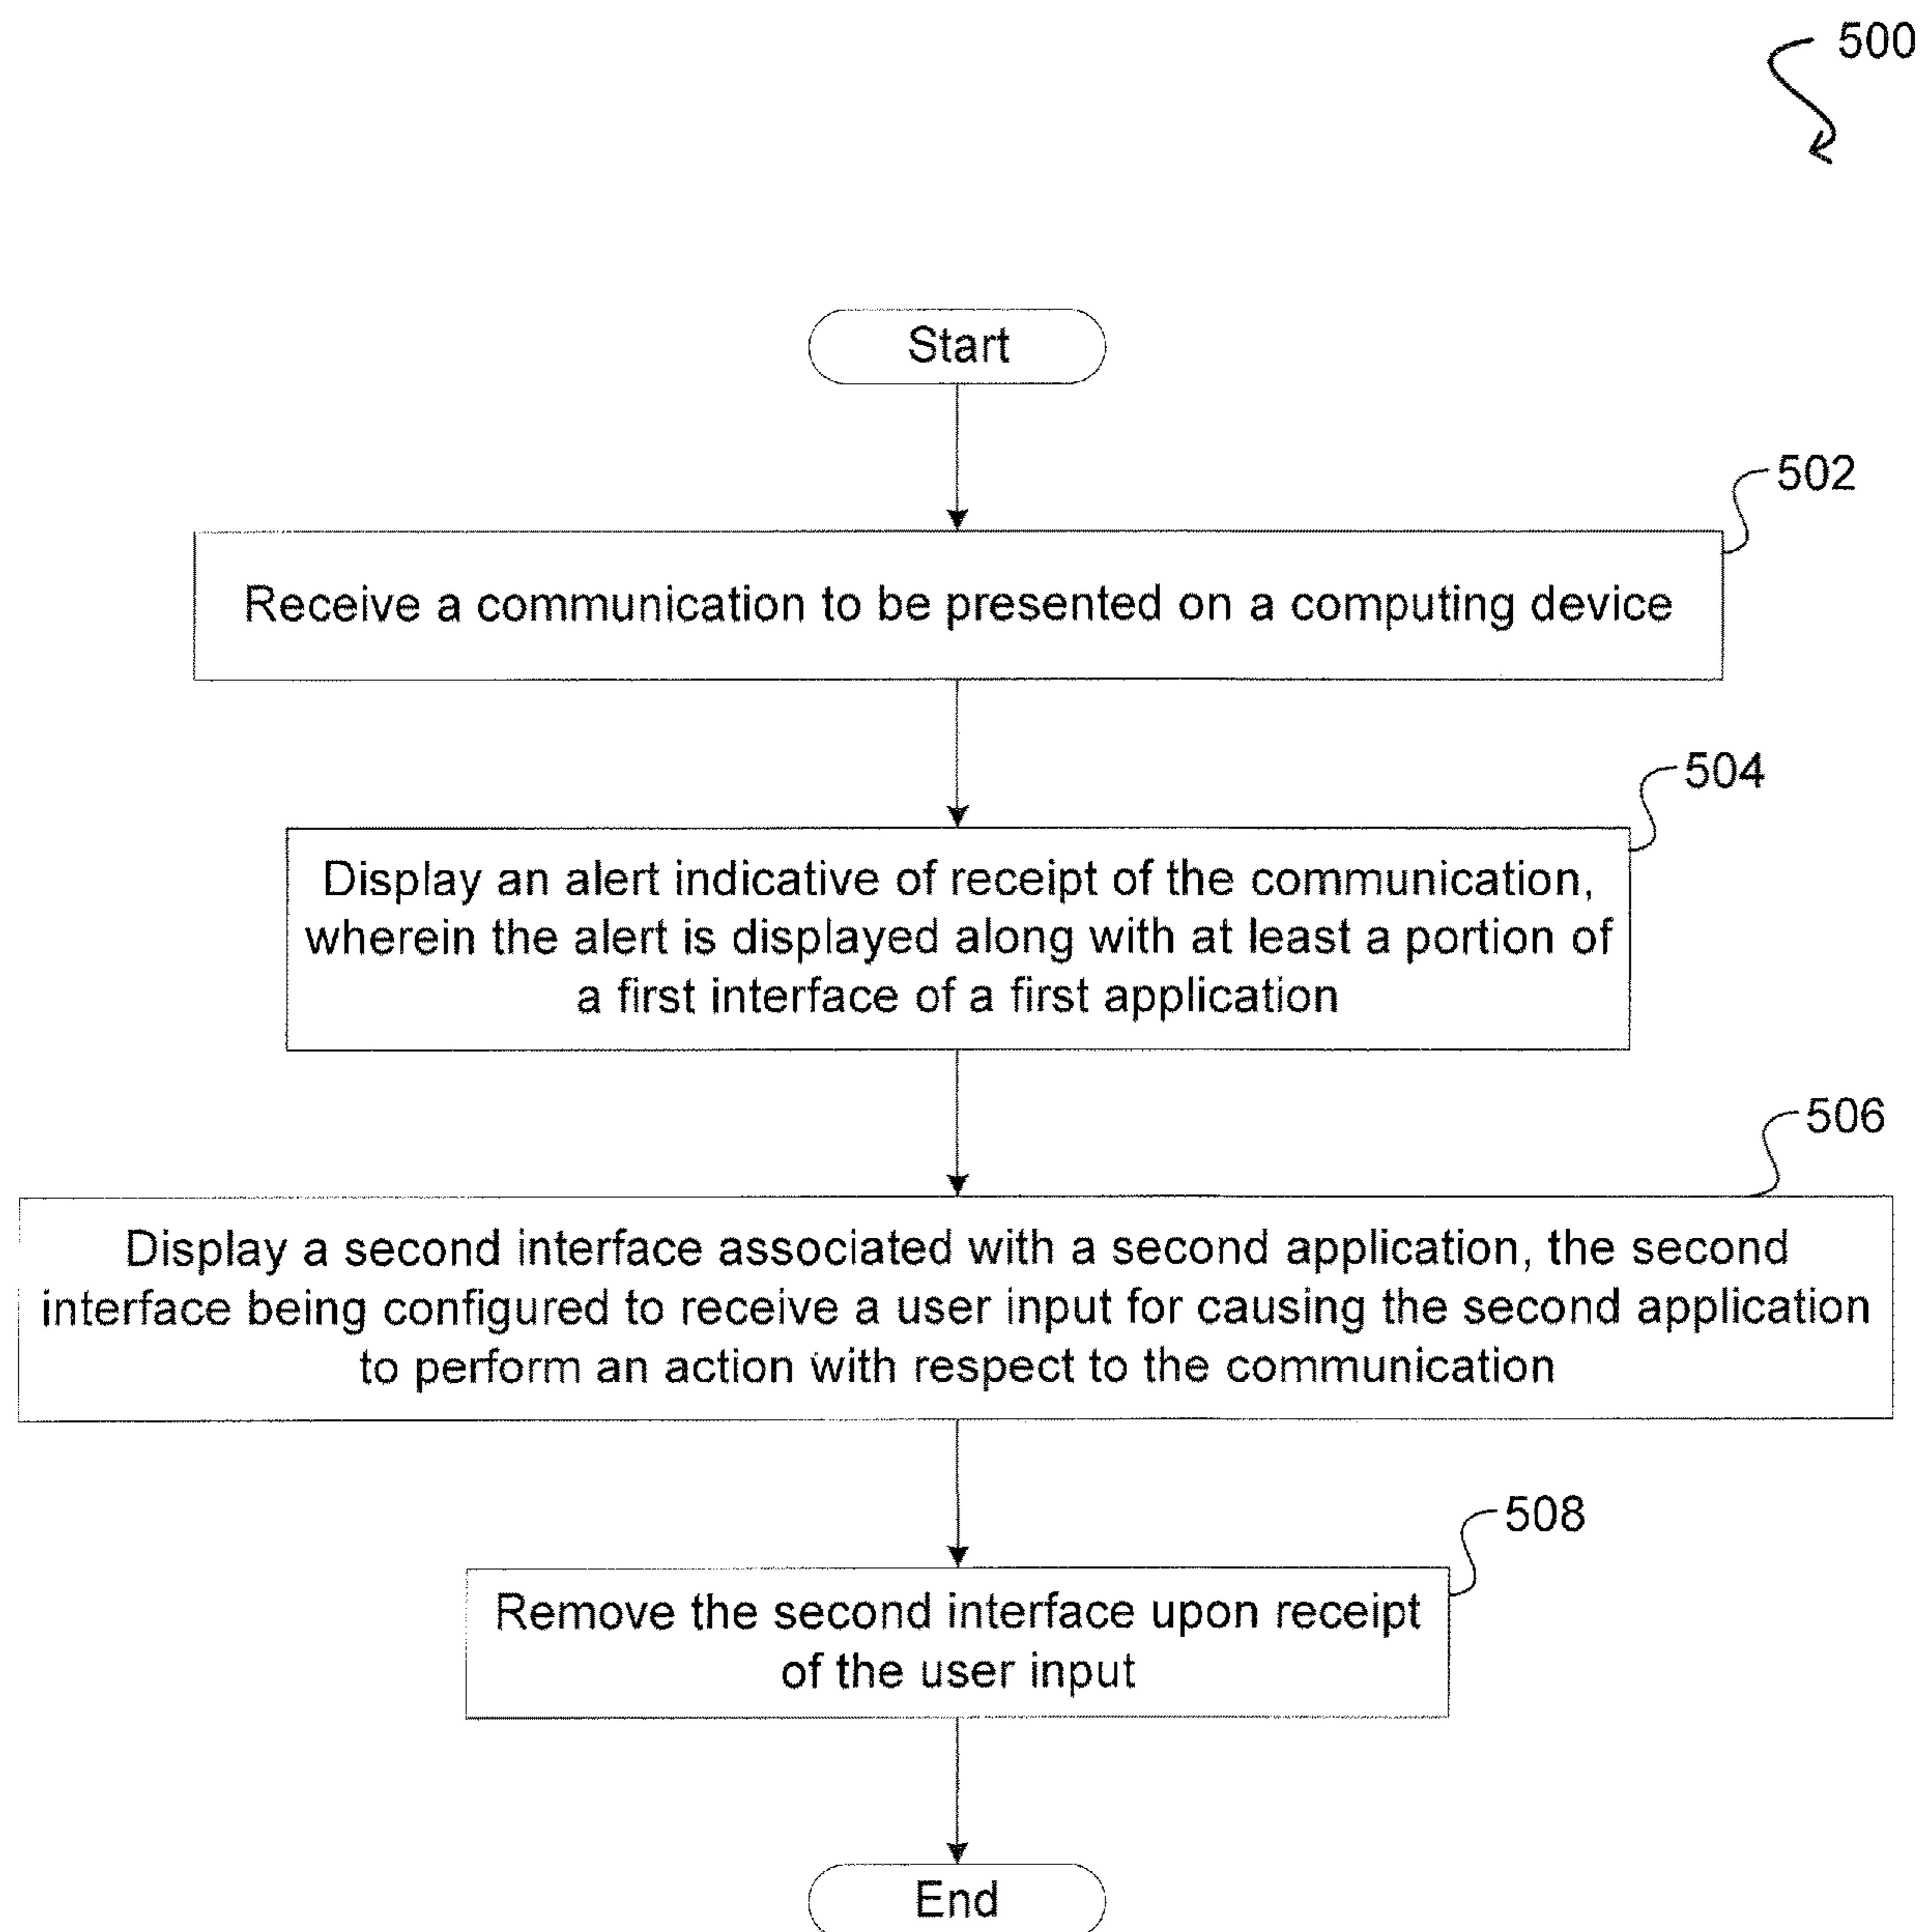 500
Start
502
Receive a communication to be presented on a computing device
504
Display an alert indicative of receipt of the communication,
wherein the alert is displayed along with at least a portion of
a first interface of a first application
506
Display a second interface associated with a second application, the second
interface being configured to receive a user input for causing the second application
to perform an action with respect to the communication
508
Remove the second interface upon receipt
of the user input
End